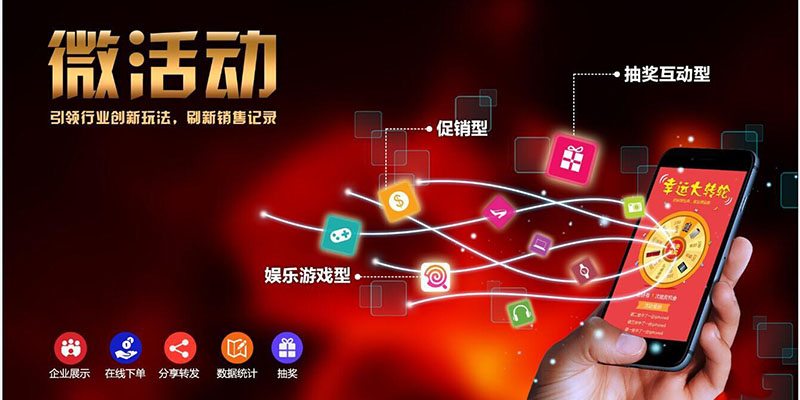 微活动
引领行业创新玩法，刷新销售记录
抽奖互动型
促销型
娱乐游戏型
幸运大转轮
企业展示
在线下单
分享转发
数据统计
抽奖